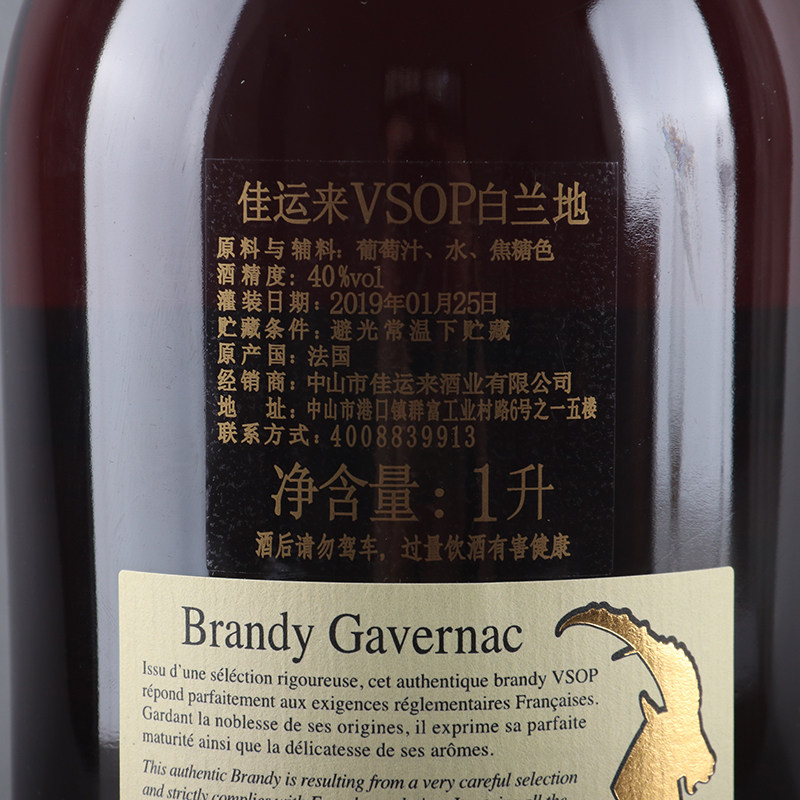 佳运来VSOP白兰地
原料与辅料：葡萄汁、水、焦糖色
酒精度：40%vol
灌装日期：2019年01月25日
贮藏条件：避光常温下贮藏
原产国：法国
经销商：中山市佳运来酒业有限公司
地 址：中山市港口镇群富工业村路6号之一五楼
联系方式：4008839913
净含量：1升
酒后请勿驾车，过量饮酒有害健康
Brandy Gavernac
Issu d'une séléction rigoureuse, cet authentique brandy VSOP
répond parfaitement aux exigences réglementaires Françaises.
Gardant la noblesse de ses origines, il exprime sa parfaite
maturité ainsi que la délicatesse de ses arômes.
This authentic Brandy is resulting from a very careful selection
and strictly complies with